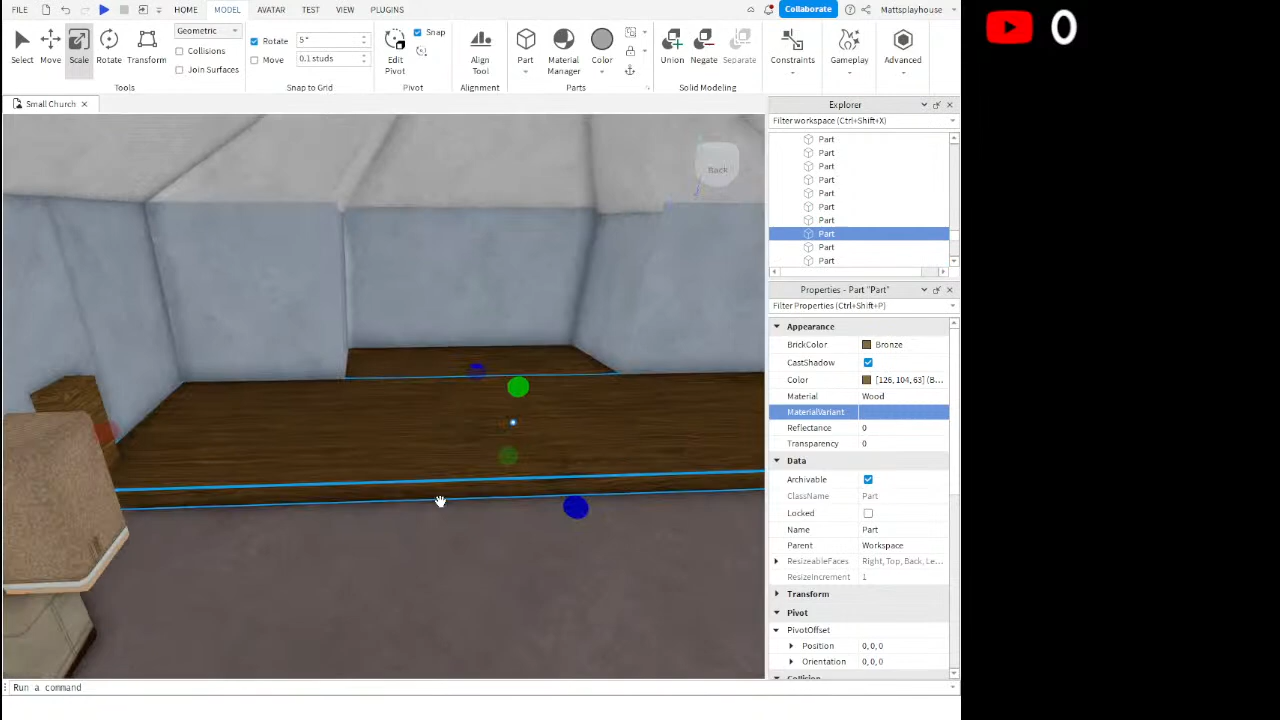 FILE HOME MODEL AVATAR TEST VIEW PLUGINS Collaborate Mattsplayhouse
0
Geometric
Collisions
Join Surfaces
Select Move Scale Rotate Transform
Tools
Rotate 5°
Move 0.1 studs
Snap to Grid
Edit Pivot
Snap
Pivot
Align Tool
Alignment
Part Material Manager Color
Parts
Union Negate Separate
Solid Modeling
Constraints Gameplay Advanced
Small Church
Back
Explorer
Filter workspace (Ctrl+Shift+X)
Part
Part
Part
Part
Part
Part
Part
Part
Part
Part
Properties - Part "Part"
Filter Properties (Ctrl+Shift+P)
Appearance
BrickColor Bronze
CastShadow
Color [126, 104, 63] (B...
Material Wood
MaterialVariant
Reflectance 0
Transparency 0
Data
Archivable
ClassName Part
Locked
Name Part
Parent Workspace
ResizeableFaces Right, Top, Back, Le...
ResizeIncrement 1
Transform
Pivot
PivotOffset
Position 0, 0, 0
Orientation 0, 0, 0
Collision
Run a command